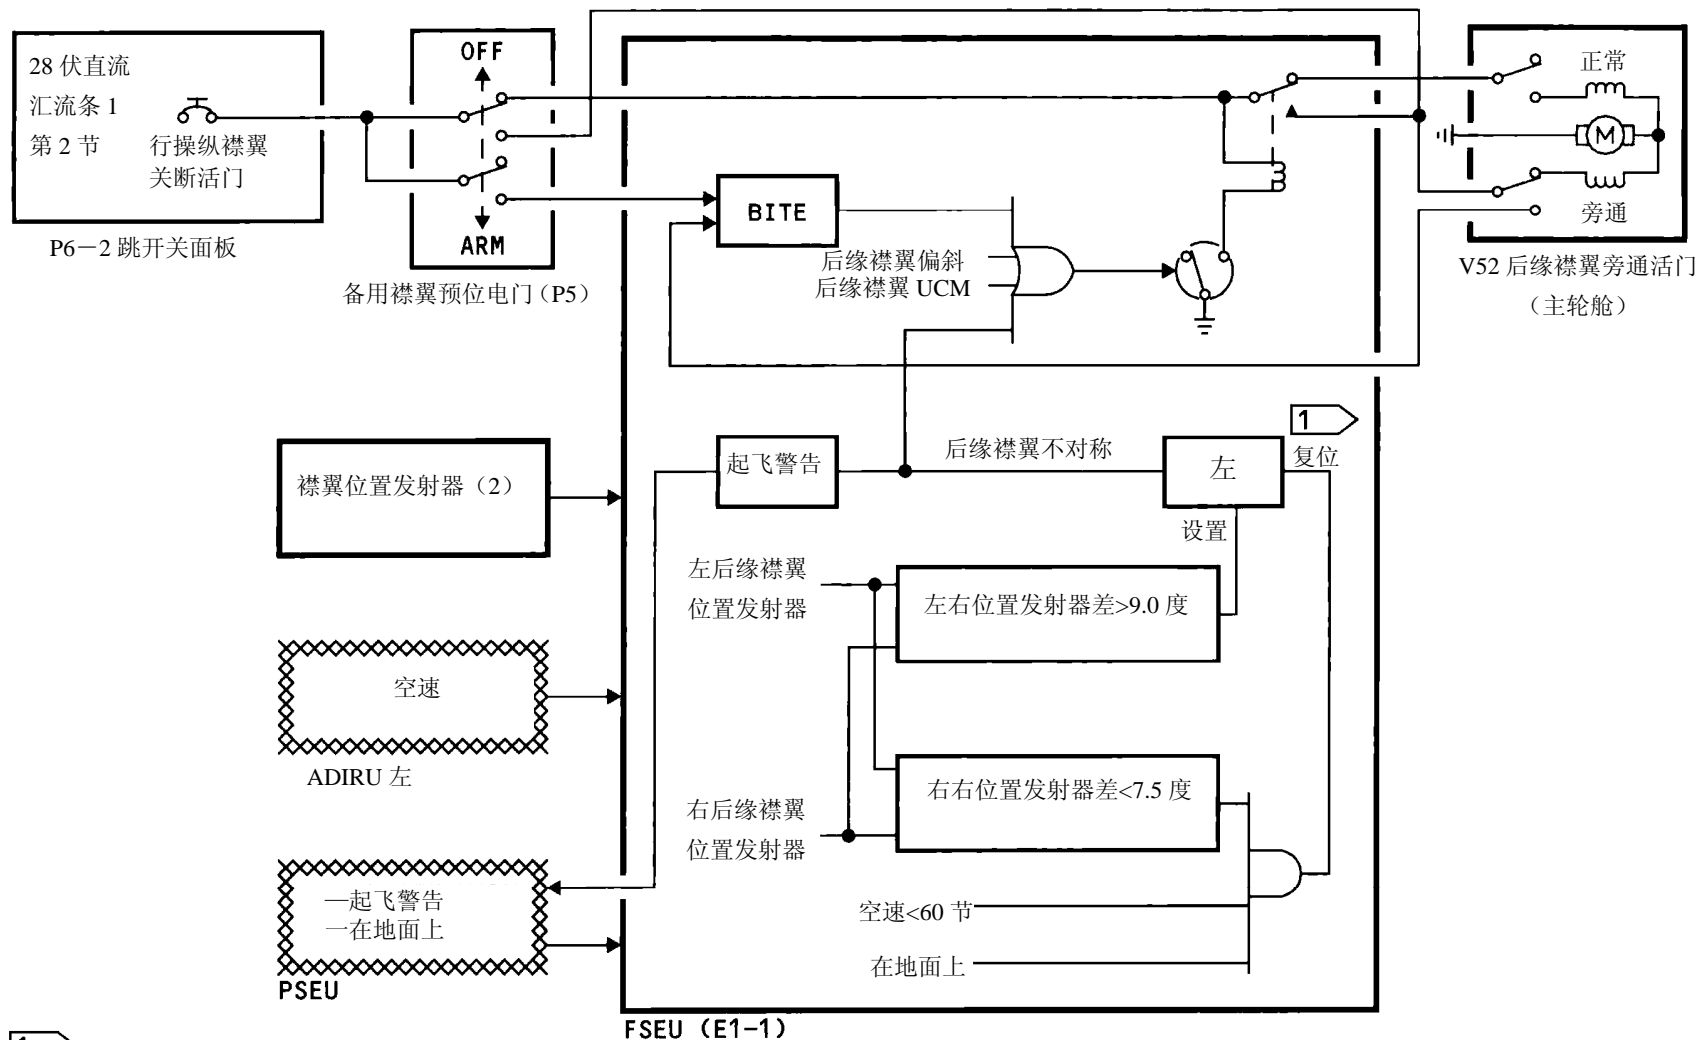 28 伏直流
汇流条 1
第 2 节
行操纵襟翼
关断活门
P6－2 跳开关面板
OFF
ARM
备用襟翼预位电门（P5）
BITE
后缘襟翼偏斜
后缘襟翼 UCM
正常
M
旁通
V52 后缘襟翼旁通活门
（主轮舱）
襟翼位置发射器（2）
起飞警告
后缘襟翼不对称
左
1
复位
设置
左后缘襟翼
位置发射器
左右位置发射器差>9.0 度
空速
ADIRU 左
右后缘襟翼
位置发射器
右右位置发射器差<7.5 度
空速<60 节
在地面上
—起飞警告
一在地面上
PSEU
FSEU (E1-1)
1